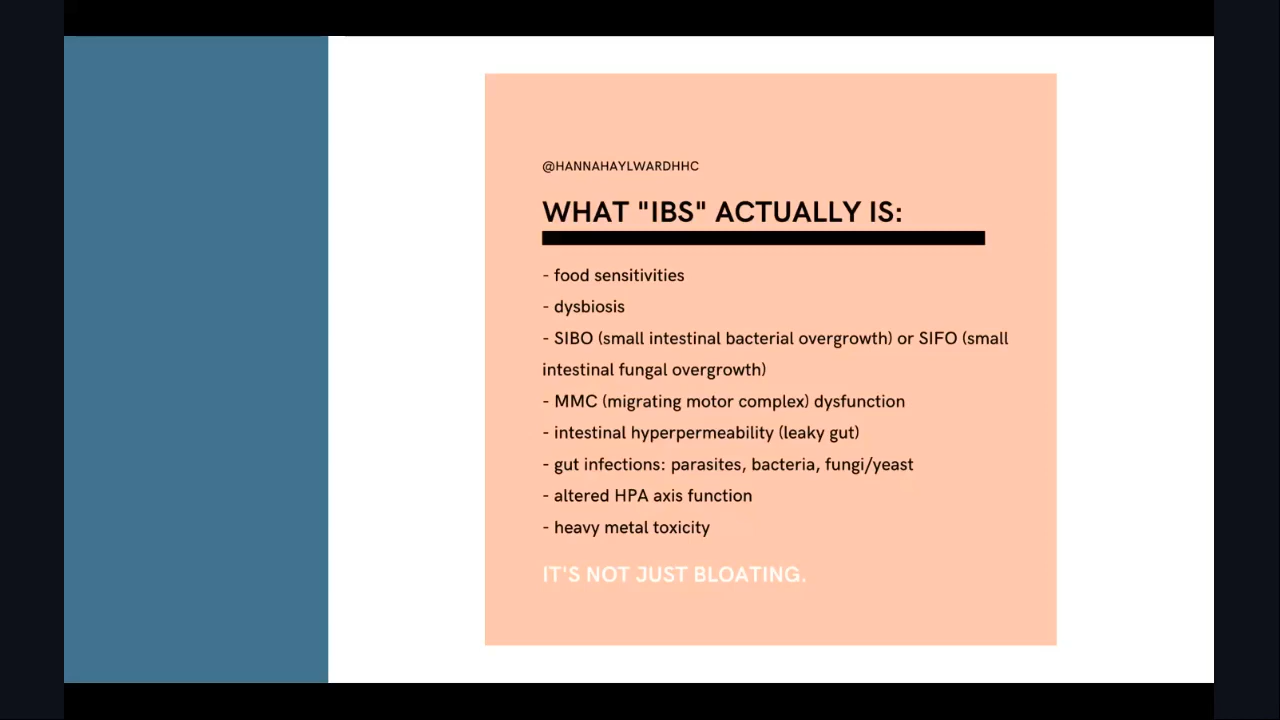 @HANNAHAYLWARDHHC
WHAT "IBS" ACTUALLY IS:
- food sensitivities
- dysbiosis
- SIBO (small intestinal bacterial overgrowth) or SIFO (small
intestinal fungal overgrowth)
- MMC (migrating motor complex) dysfunction
- intestinal hyperpermeability (leaky gut)
- gut infections: parasites, bacteria, fungi/yeast
- altered HPA axis function
- heavy metal toxicity
IT'S NOT JUST BLOATING.